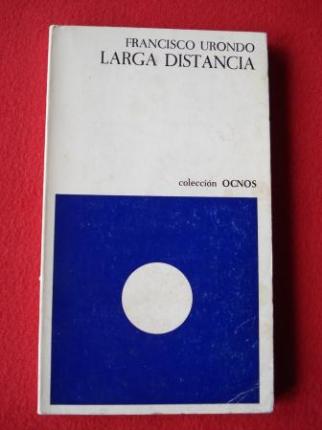 FRANCISCO URONDO
LARGA DISTANCIA
colección OCNOS